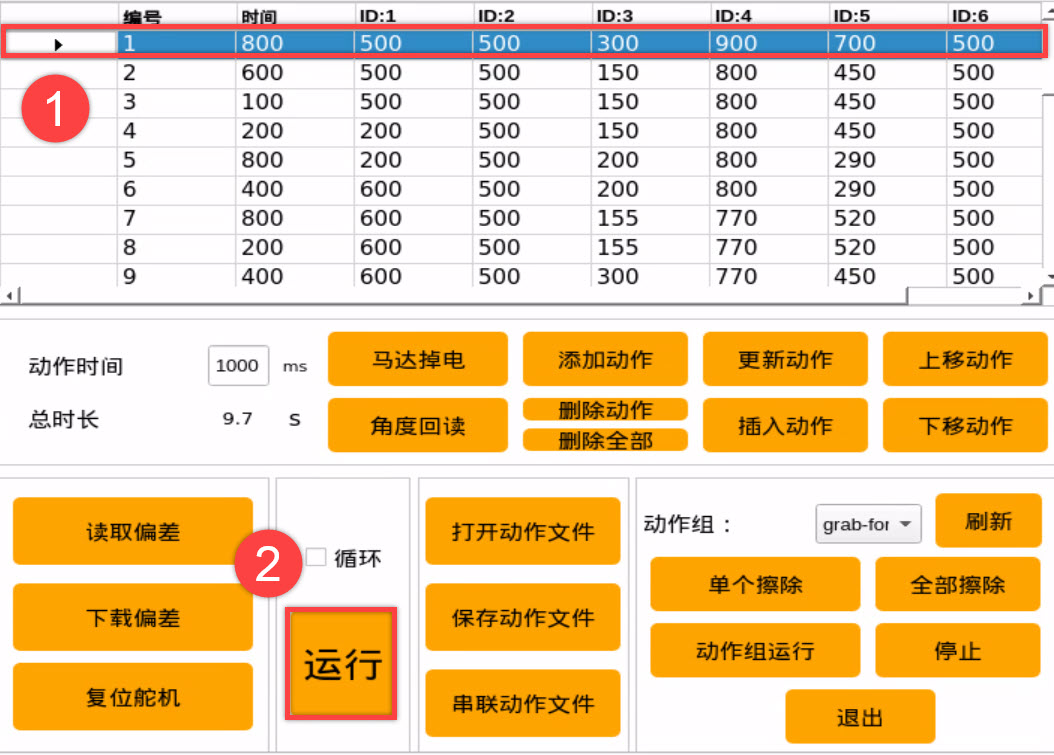 编号 时间 ID:1 ID:2 ID:3 ID:4 ID:5 ID:6
1 800 500 500 300 900 700 500
2 600 500 500 150 800 450 500
3 100 500 500 150 800 450 500
4 200 200 500 150 800 450 500
5 800 200 500 200 800 290 500
6 400 600 500 200 800 290 500
7 800 600 500 155 770 520 500
8 200 600 500 155 770 520 500
9 400 600 500 300 770 450 500
1
动作时间 1000 ms 马达掉电 添加动作 更新动作 上移动作
总时长 9.7 s 角度回读 删除动作 插入动作 下移动作
删除全部
读取偏差 2 循环 打开动作文件 动作组： grab-for 刷新
下载偏差 运行 保存动作文件 单个擦除 全部擦除
复位舵机 串联动作文件 动作组运行 停止
退出